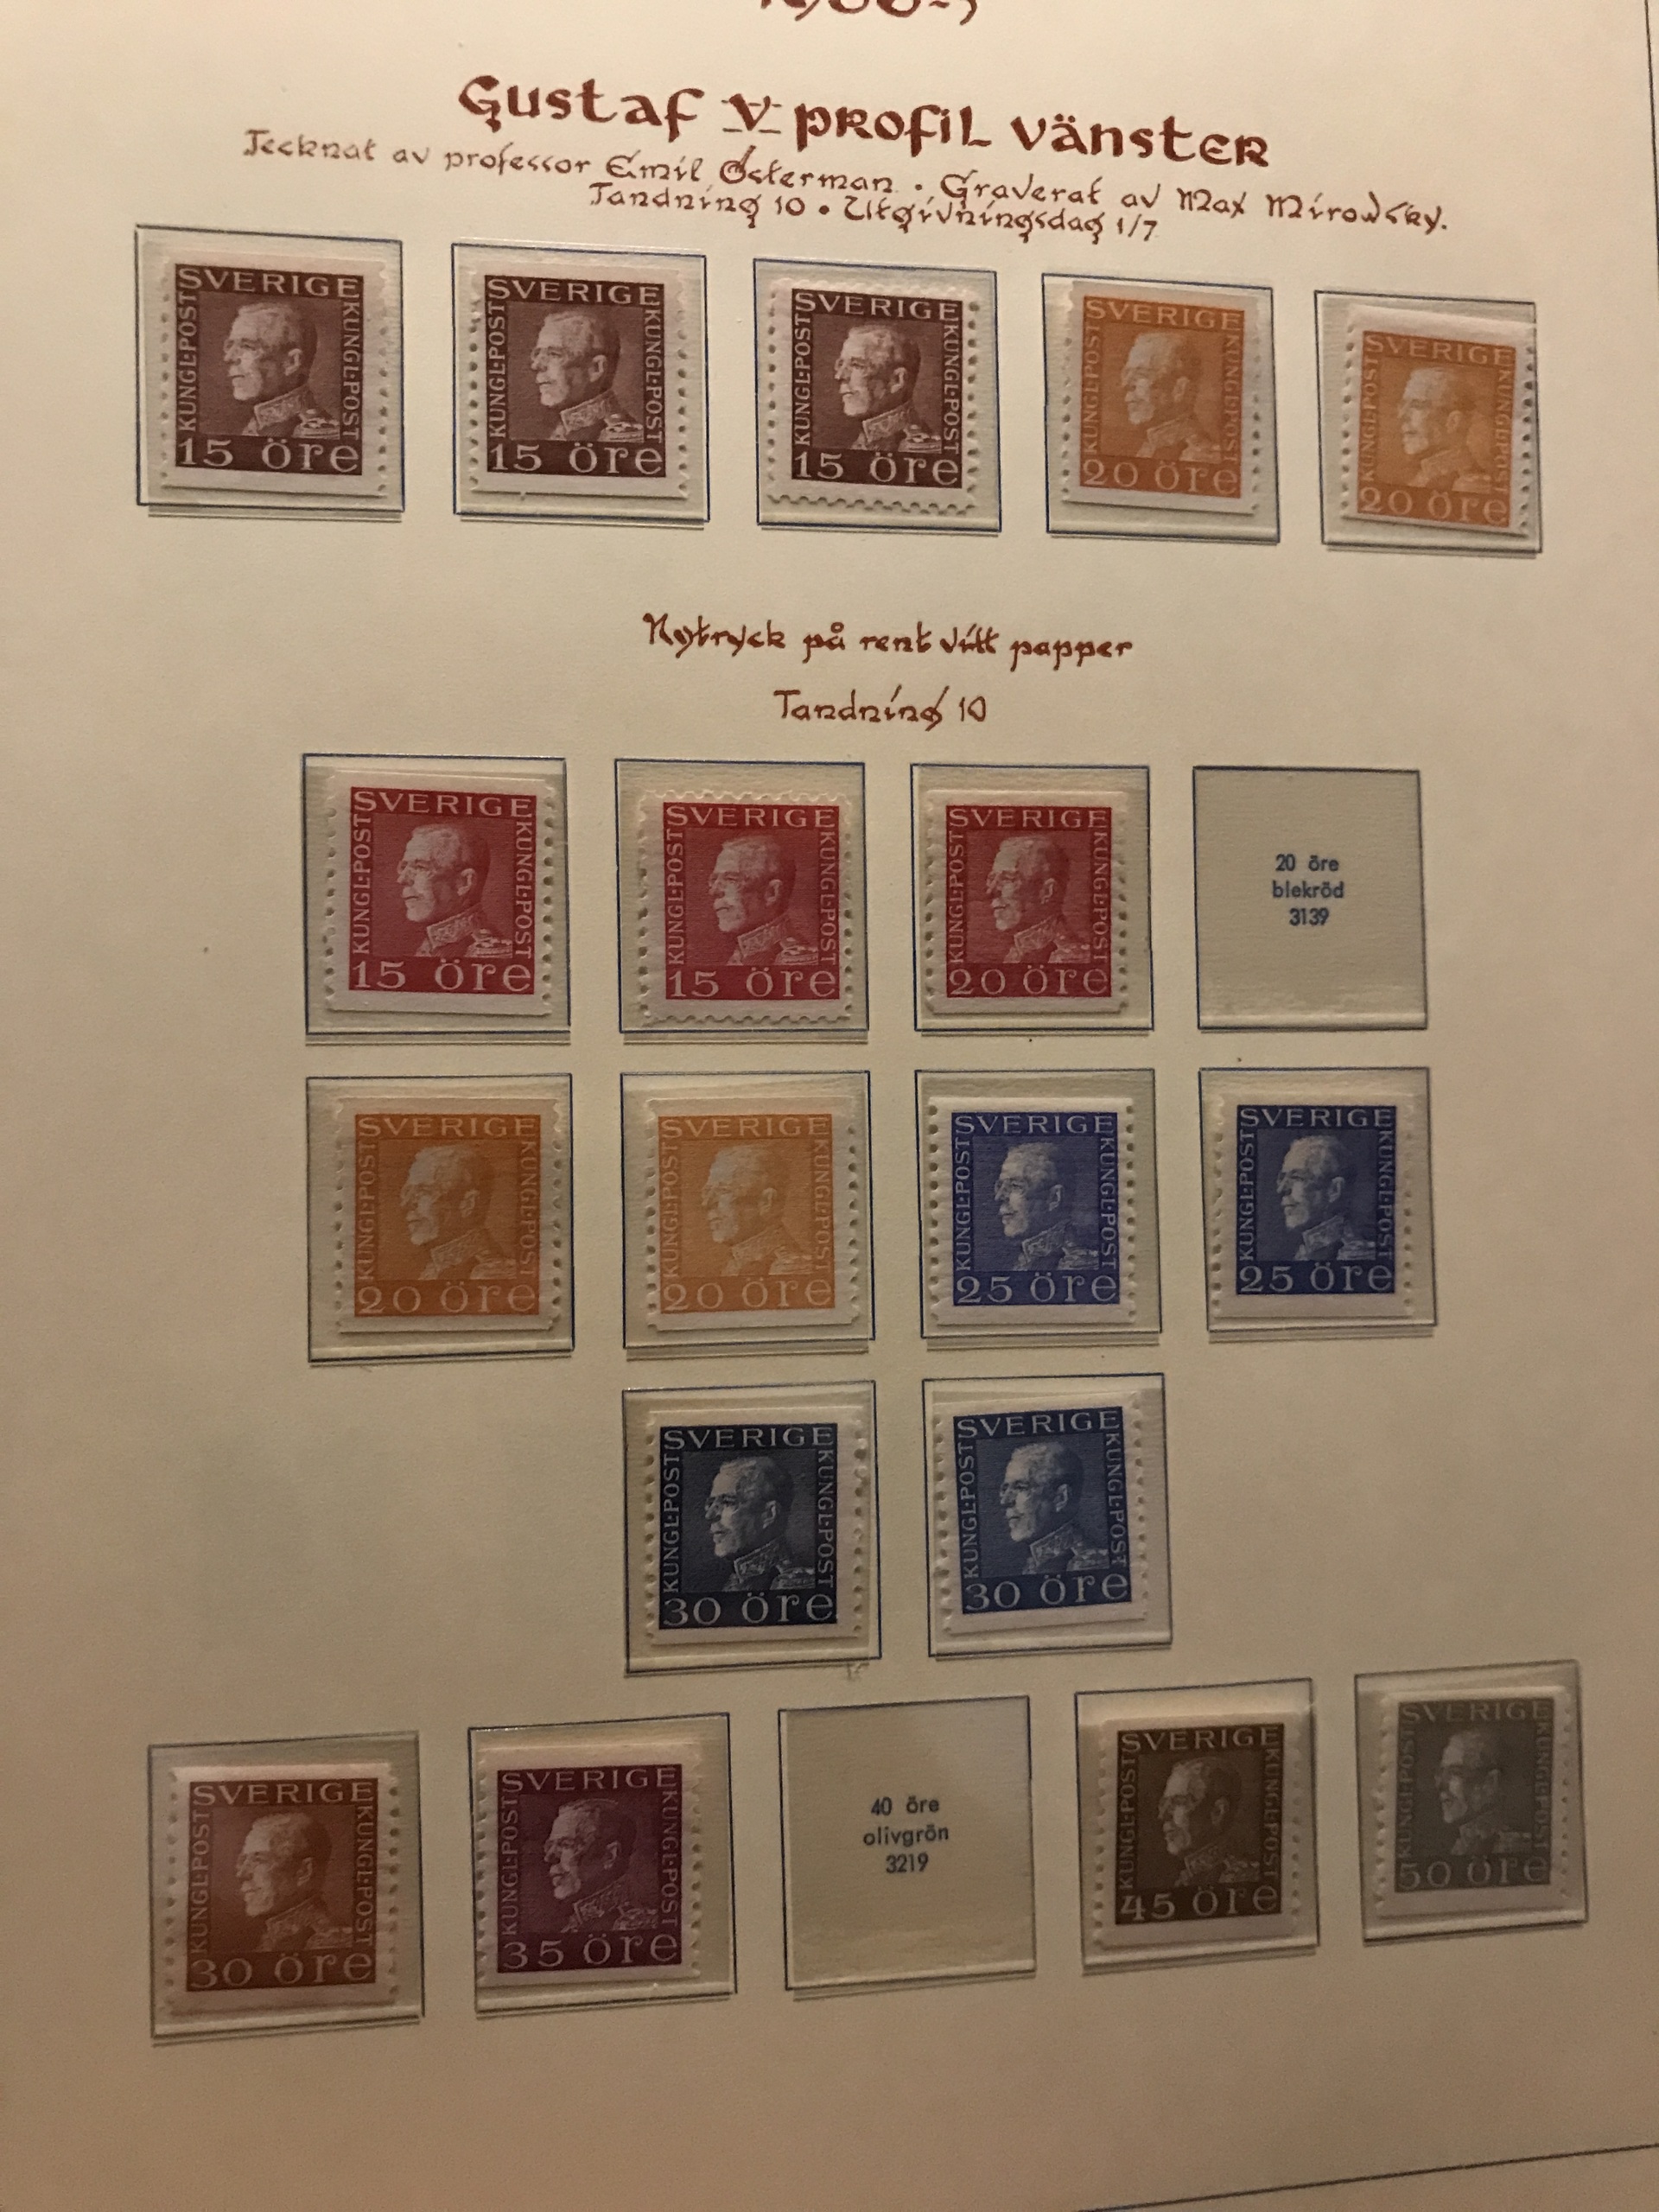 Gustaf V profil vänster
Tecknat av professor Emil Österman • Graverat av Max Mirowsky.
Tandning 10 • Utgivningsdag 1/7
SVERIGE KUNGL·POST KUNGL·POST 15 öre
SVERIGE KUNGL·POST KUNGL·POST 15 öre
SVERIGE KUNGL·POST KUNGL·POST 15 öre
SVERIGE KUNGL·POST KUNGL·POST 20 öre
SVERIGE KUNGL·POST KUNGL·POST 20 öre
Nytryck på rent vitt papper
Tandning 10
SVERIGE KUNGL·POST KUNGL·POST 15 öre
SVERIGE KUNGL·POST KUNGL·POST 15 öre
SVERIGE KUNGL·POST KUNGL·POST 20 öre
20 öre
blekröd
3139
SVERIGE KUNGL·POST KUNGL·POST 20 öre
SVERIGE KUNGL·POST KUNGL·POST 20 öre
SVERIGE KUNGL·POST KUNGL·POST 25 öre
SVERIGE KUNGL·POST KUNGL·POST 25 öre
SVERIGE KUNGL·POST KUNGL·POST 30 öre
SVERIGE KUNGL·POST KUNGL·POST 30 öre
SVERIGE KUNGL·POST KUNGL·POST 30 öre
SVERIGE KUNGL·POST KUNGL·POST 35 öre
40 öre
olivgrön
3219
SVERIGE KUNGL·POST KUNGL·POST 45 öre
SVERIGE KUNGL·POST KUNGL·POST 50 öre